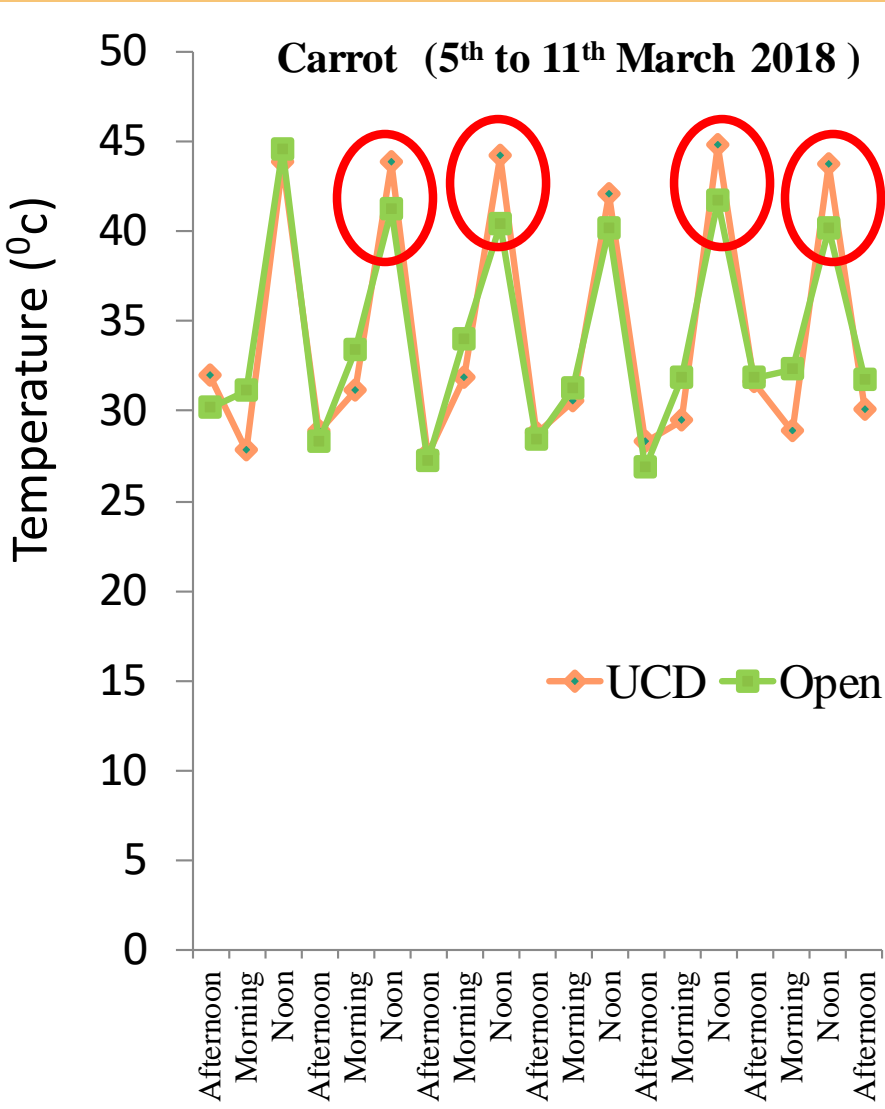 Carrot (5th to 11th March 2018 )
50
45
40
35
30
25
20
15
10
5
0
Temperature (⁰c)
UCD Open
Afternoon
Morning
Noon
Afternoon
Morning
Noon
Afternoon
Morning
Noon
Afternoon
Morning
Noon
Afternoon
Morning
Noon
Afternoon
Morning
Noon
Afternoon